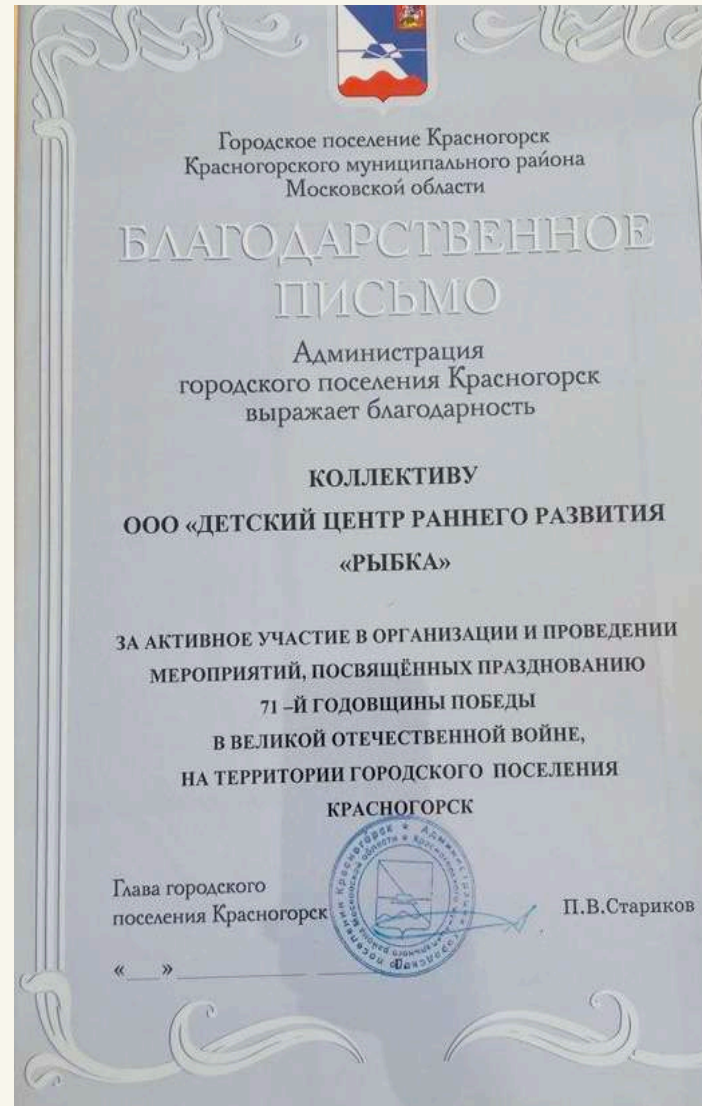 Городское поселение Красногорск
Красногорского муниципального района
Московской области
БЛАГОДАРСТВЕННОЕ
ПИСЬМО
Администрация
городского поселения Красногорск
выражает благодарность
КОЛЛЕКТИВУ
ООО «ДЕТСКИЙ ЦЕНТР РАННЕГО РАЗВИТИЯ
«РЫБКА»
ЗА АКТИВНОЕ УЧАСТИЕ В ОРГАНИЗАЦИИ И ПРОВЕДЕНИИ
МЕРОПРИЯТИЙ, ПОСВЯЩЁННЫХ ПРАЗДНОВАНИЮ
71 –Й ГОДОВЩИНЫ ПОБЕДЫ
В ВЕЛИКОЙ ОТЕЧЕСТВЕННОЙ ВОЙНЕ,
НА ТЕРРИТОРИИ ГОРОДСКОГО ПОСЕЛЕНИЯ
КРАСНОГОРСК
Глава городского
поселения Красногорск
П.В.Стариков
«___»